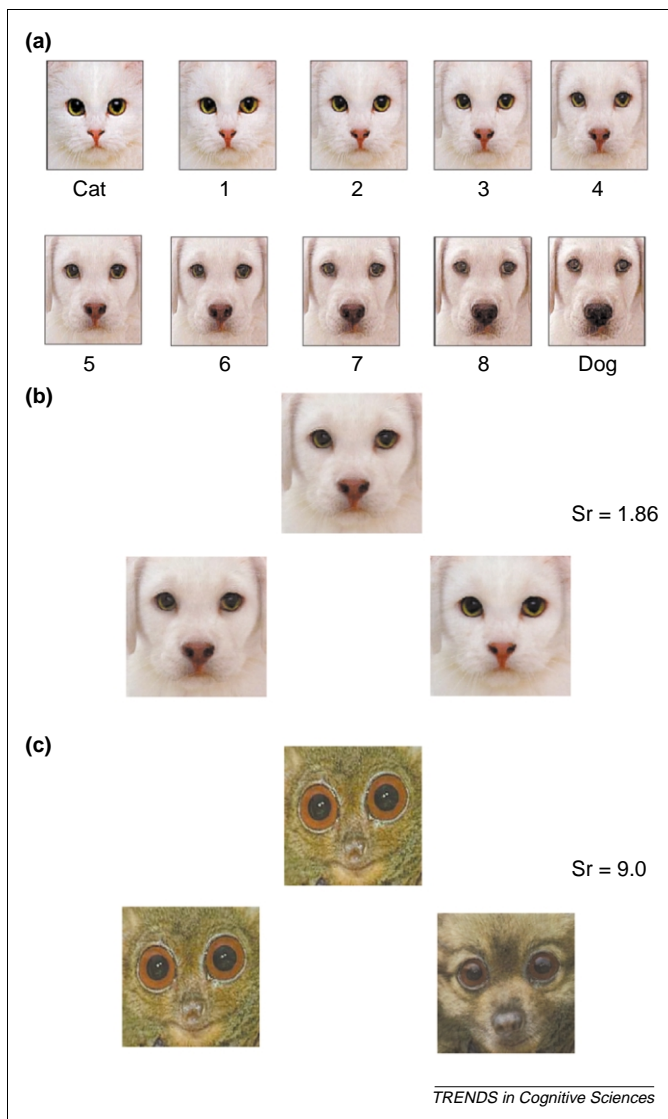 (a)
Cat 1 2 3 4
5 6 7 8 Dog
(b)
Sr = 1.86
(c)
Sr = 9.0
TRENDS in Cognitive Sciences